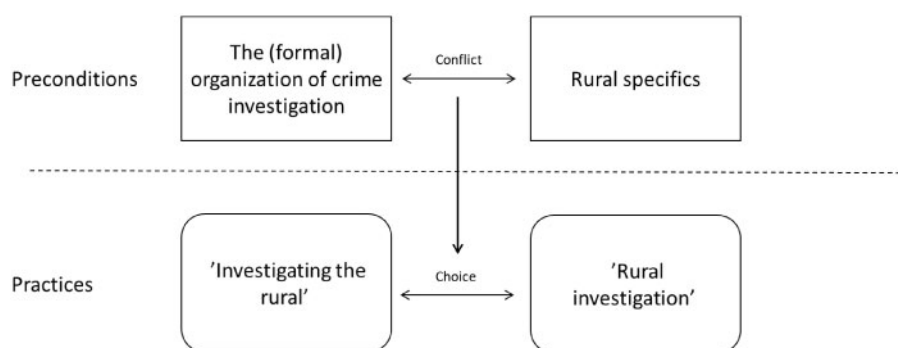 The (formal)
organization of crime
investigation
Preconditions
Conflict
Rural specifics
Practices
’Investigating the
rural’
Choice
’Rural
investigation’